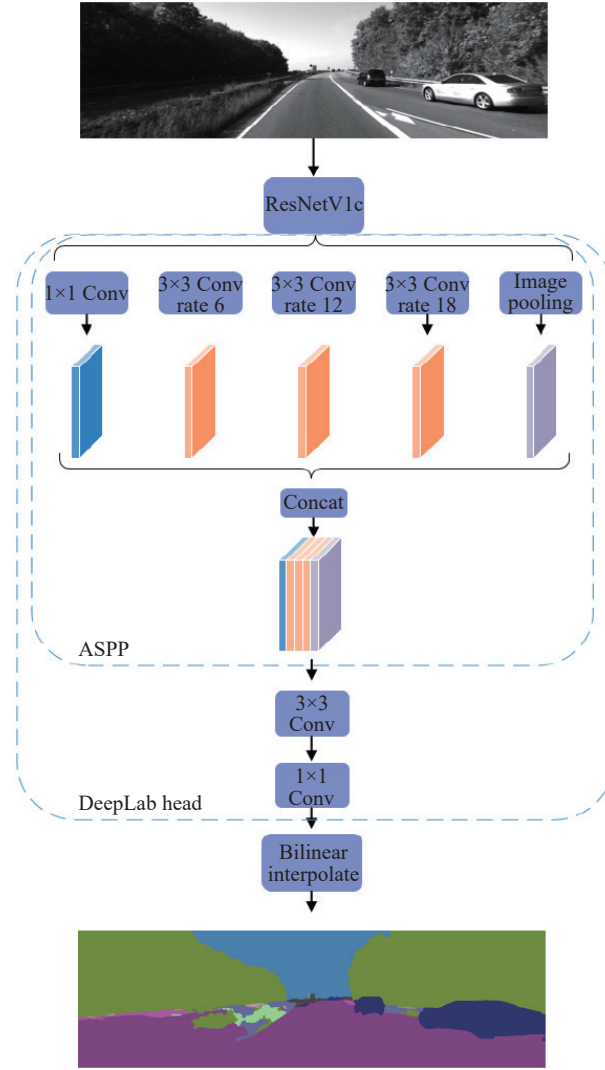 ResNetV1c
1×1 Conv
3×3 Conv
rate 6
3×3 Conv
rate 12
3×3 Conv
rate 18
Image
pooling
Concat
ASPP
3×3
Conv
1×1
Conv
DeepLab head
Bilinear
interpolate